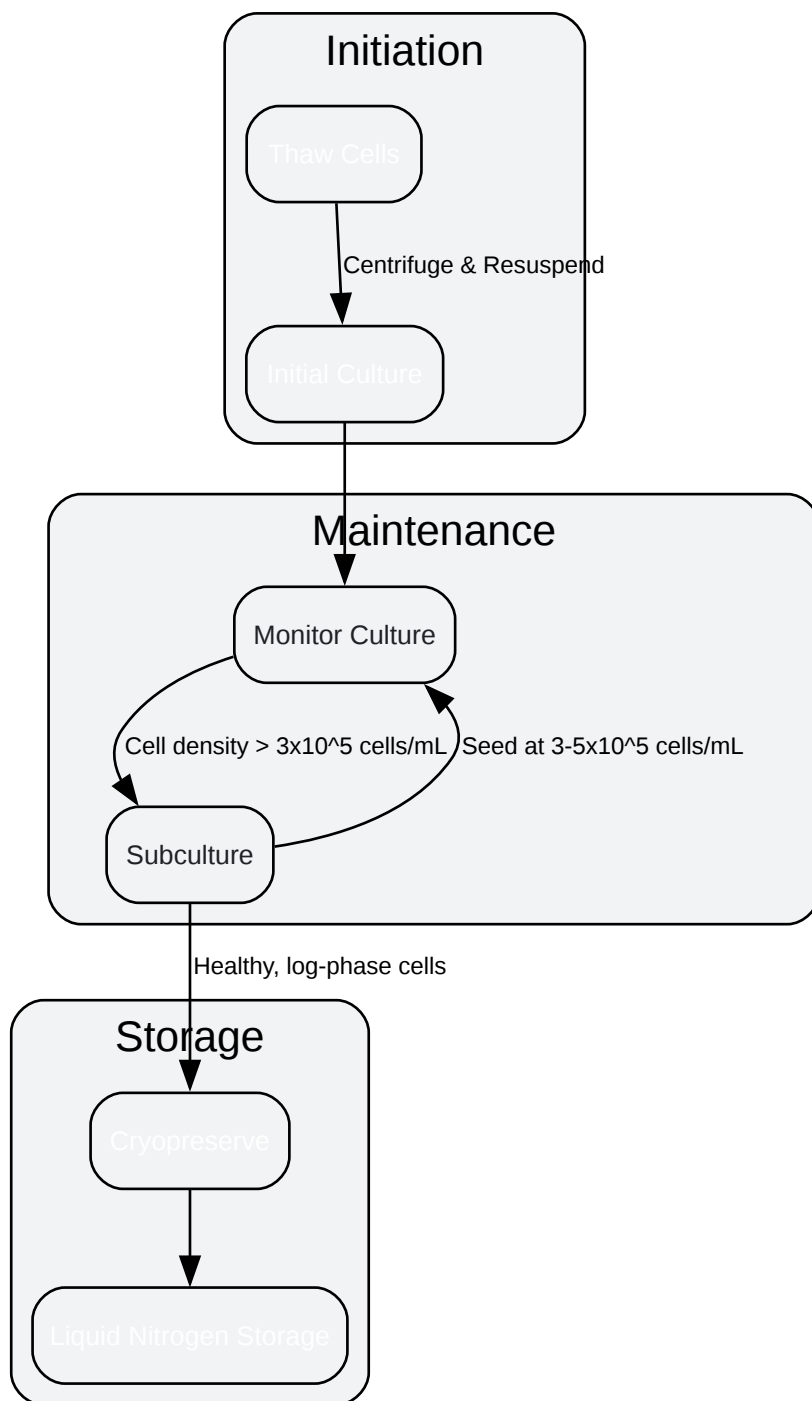 Initiation
Thaw Cells
Centrifuge & Resuspend
Initial Culture
Maintenance
Monitor Culture
Cell density > 3x10^5 cells/mL
Seed at 3-5x10^5 cells/mL
Subculture
Healthy, log-phase cells
Storage
Cryopreserve
Liquid Nitrogen Storage